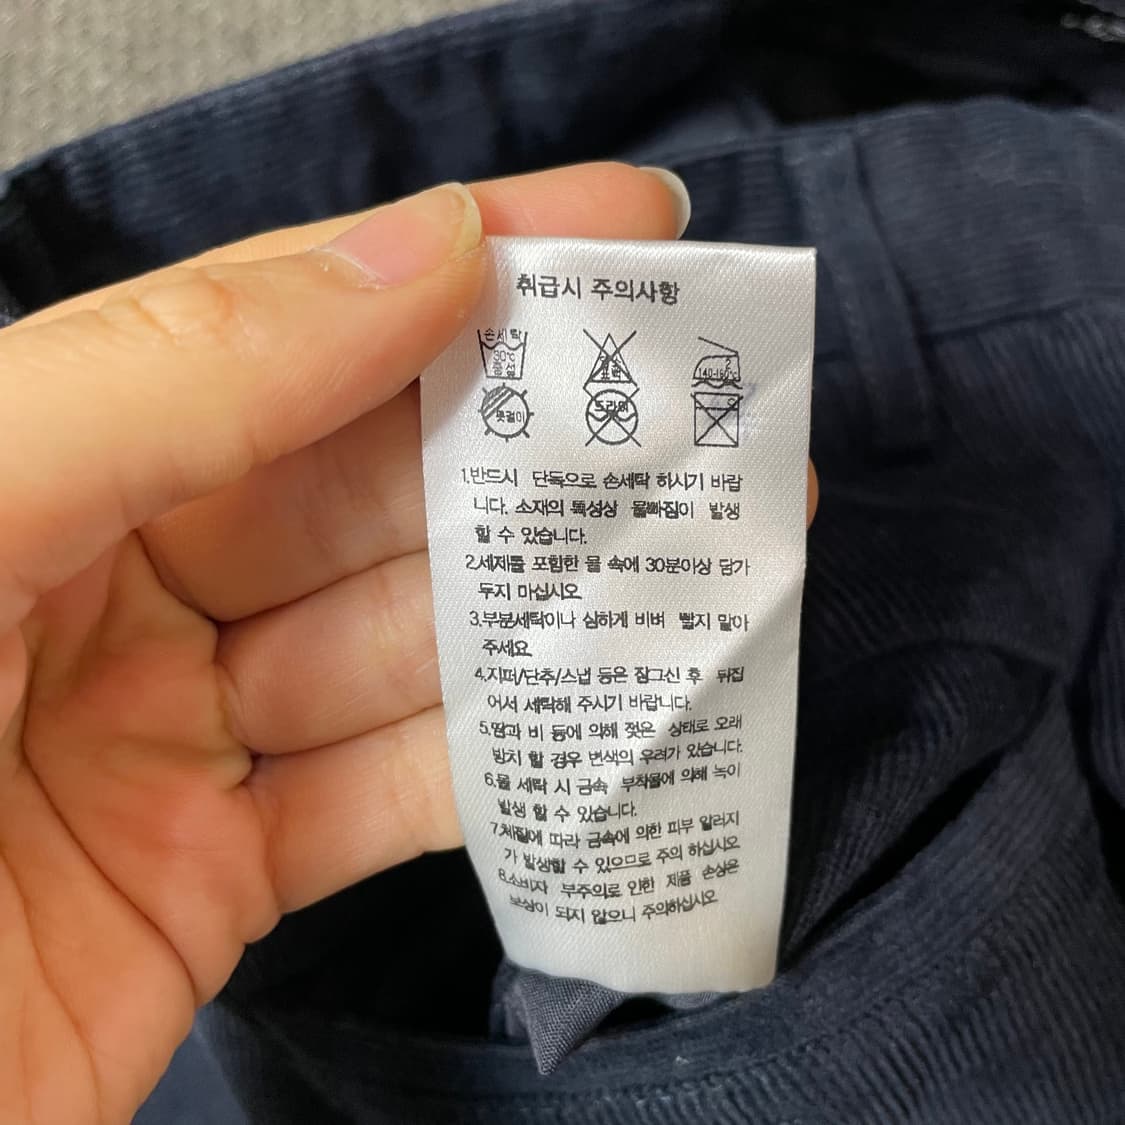 취급시 주의사항
손세탁
30℃
중성
염소
표백
2
140-160℃
옷걸이
드라이
1.반드시 단독으로 손세탁 하시기 바랍
니다. 소재의 특성상 물빠짐이 발생
할 수 있습니다.
2.세제를 포함한 물 속에 30분이상 담가
두지 마십시오
3.부분세탁이나 심하게 비벼 빨지 말아
주세요
4.지퍼/단추/스냅 등은 잠그신 후 뒤집
어서 세탁해 주시기 바랍니다.
5.땀과 비 등에 의해 젖은 상태로 오래
방치 할 경우 변색의 우려가 있습니다.
6.물 세탁 시 금속 부착물에 의해 녹이
발생 할 수 있습니다.
7.체질에 따라 금속에 의한 피부 알러지
가 발생할 수 있으므로 주의 하십시오
8.소비자 부주의로 인한 제품 손상은
보상이 되지 않으니 주의하십시오